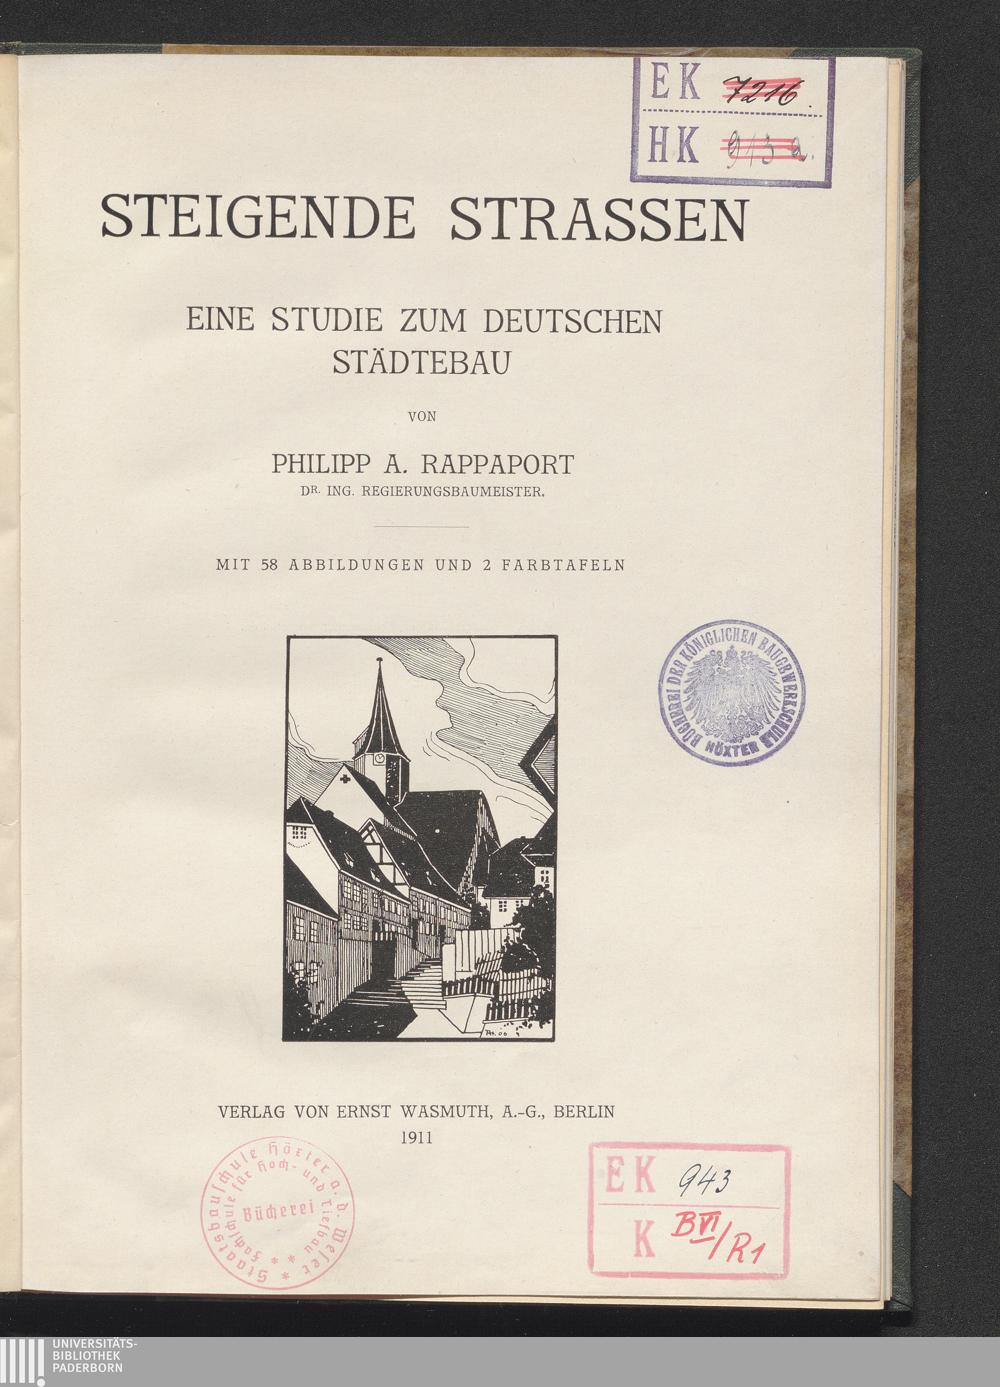 EK 7216.
HK 943a.
STEIGENDE STRASSEN
EINE STUDIE ZUM DEUTSCHEN
STÄDTEBAU
VON
PHILIPP A. RAPPAPORT
DR. ING. REGIERUNGSBAUMEISTER.
MIT 58 ABBILDUNGEN UND 2 FARBTAFELN
BÜCHEREI DER KÖNIGLICHEN BAUGEWERKSCHULE
HÖXTER
VERLAG VON ERNST WASMUTH, A.-G., BERLIN
1911
Staatsbauschule Höxter a. d. Weser
Fachschule für Hoch- und Tiefbau
Bücherei
EK 943
K BVI/R1
UNIVERSITÄTS-
BIBLIOTHEK
PADERBORN